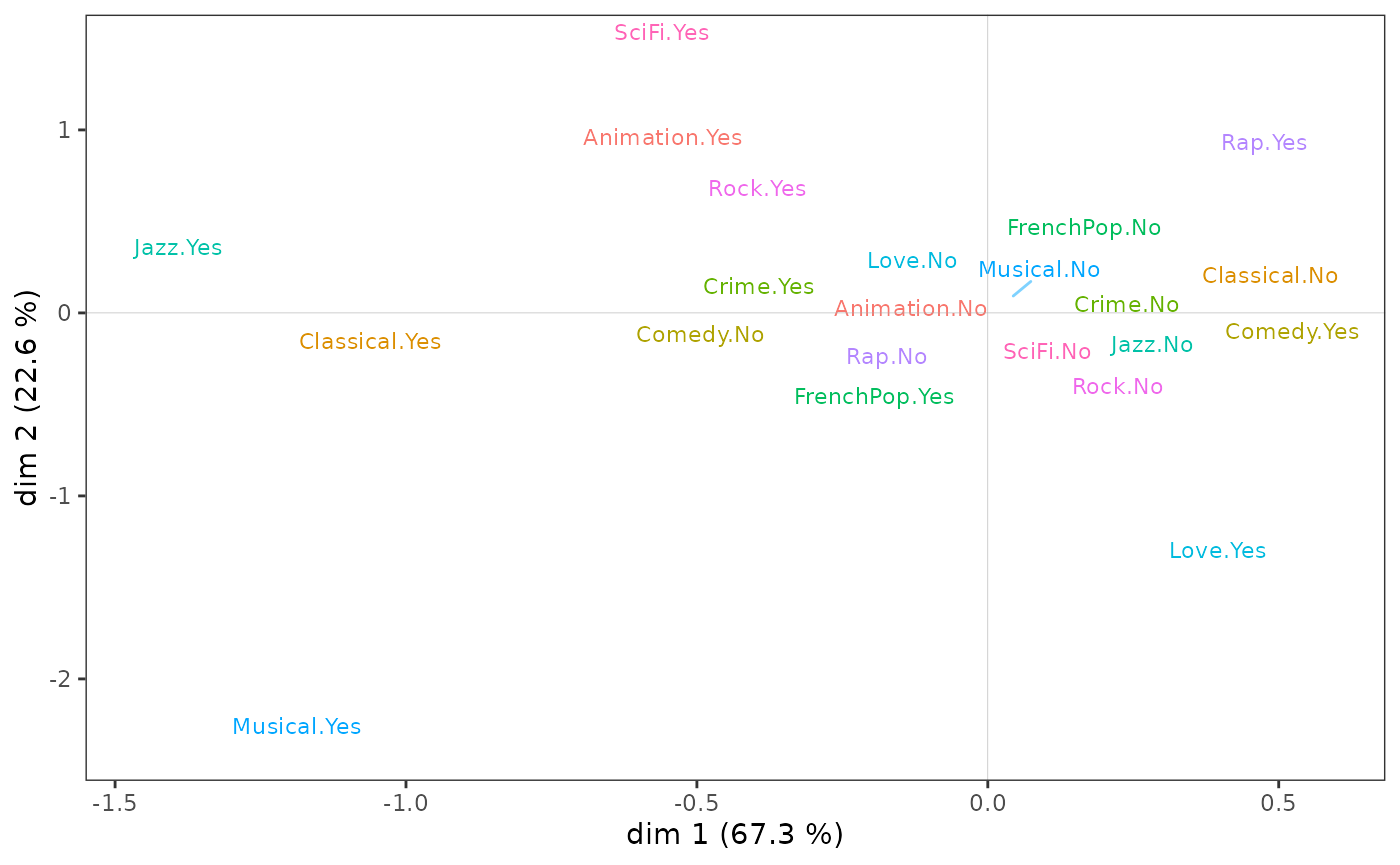 SciFi.Yes
1
Animation.Yes
Rap.Yes
Rock.Yes
FrenchPop.No
Jazz.Yes
Love.No
Musical.No
Classical.No
Crime.Yes
Crime.No
Animation.No
0
Comedy.No
Comedy.Yes
Classical.Yes
Jazz.No
SciFi.No
Rap.No
Rock.No
FrenchPop.Yes
dim 2 (22.6 %)
-1
Love.Yes
-2
Musical.Yes
-1.5 -1.0 -0.5 0.0 0.5
dim 1 (67.3 %)